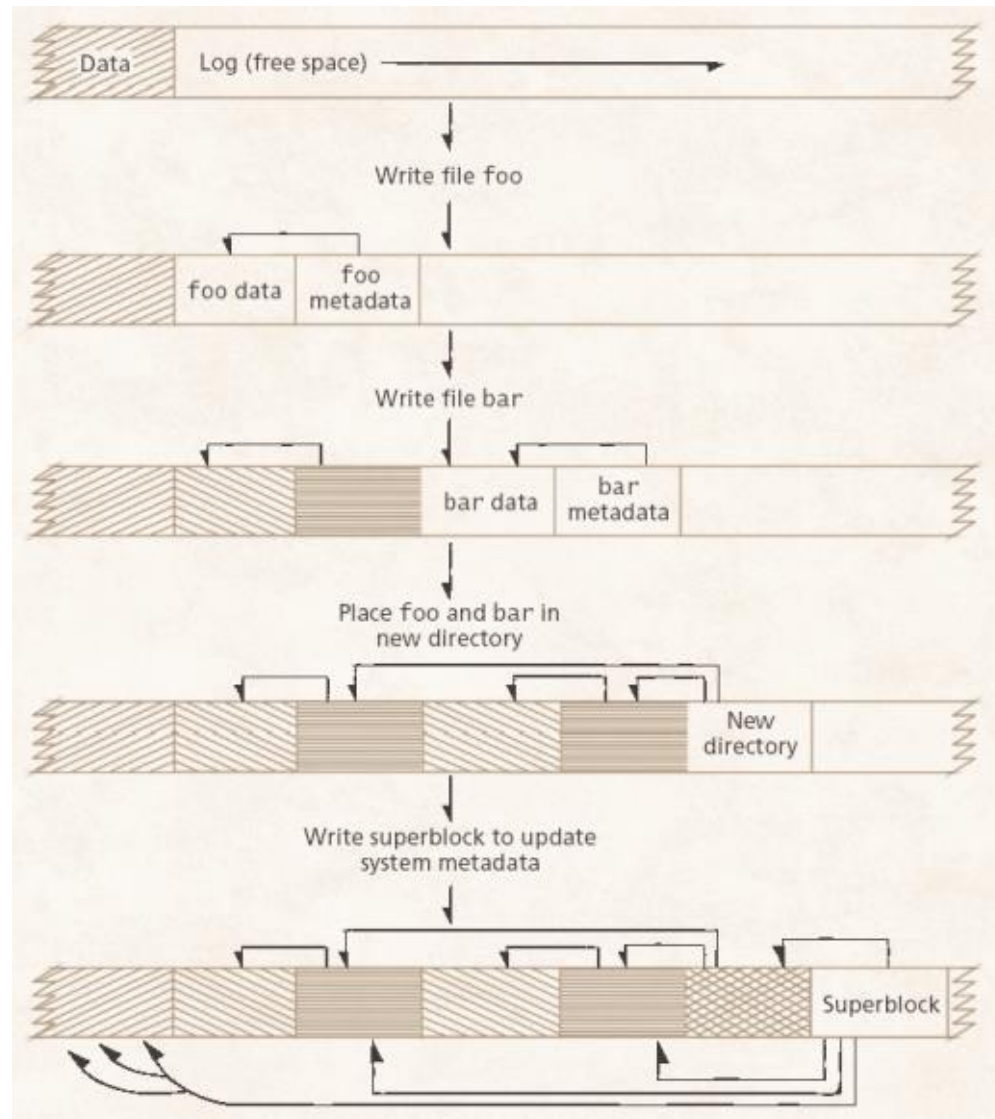 Data
Log (free space)
Write file foo
foo data
foo
metadata
Write file bar
bar data
bar
metadata
Place foo and bar in
new directory
New
directory
Write superblock to update
system metadata
Superblock